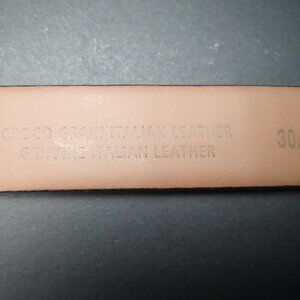 CROCO GRAIN ITALIAN LEATHER
GENUINE ITALIAN LEATHER
30/